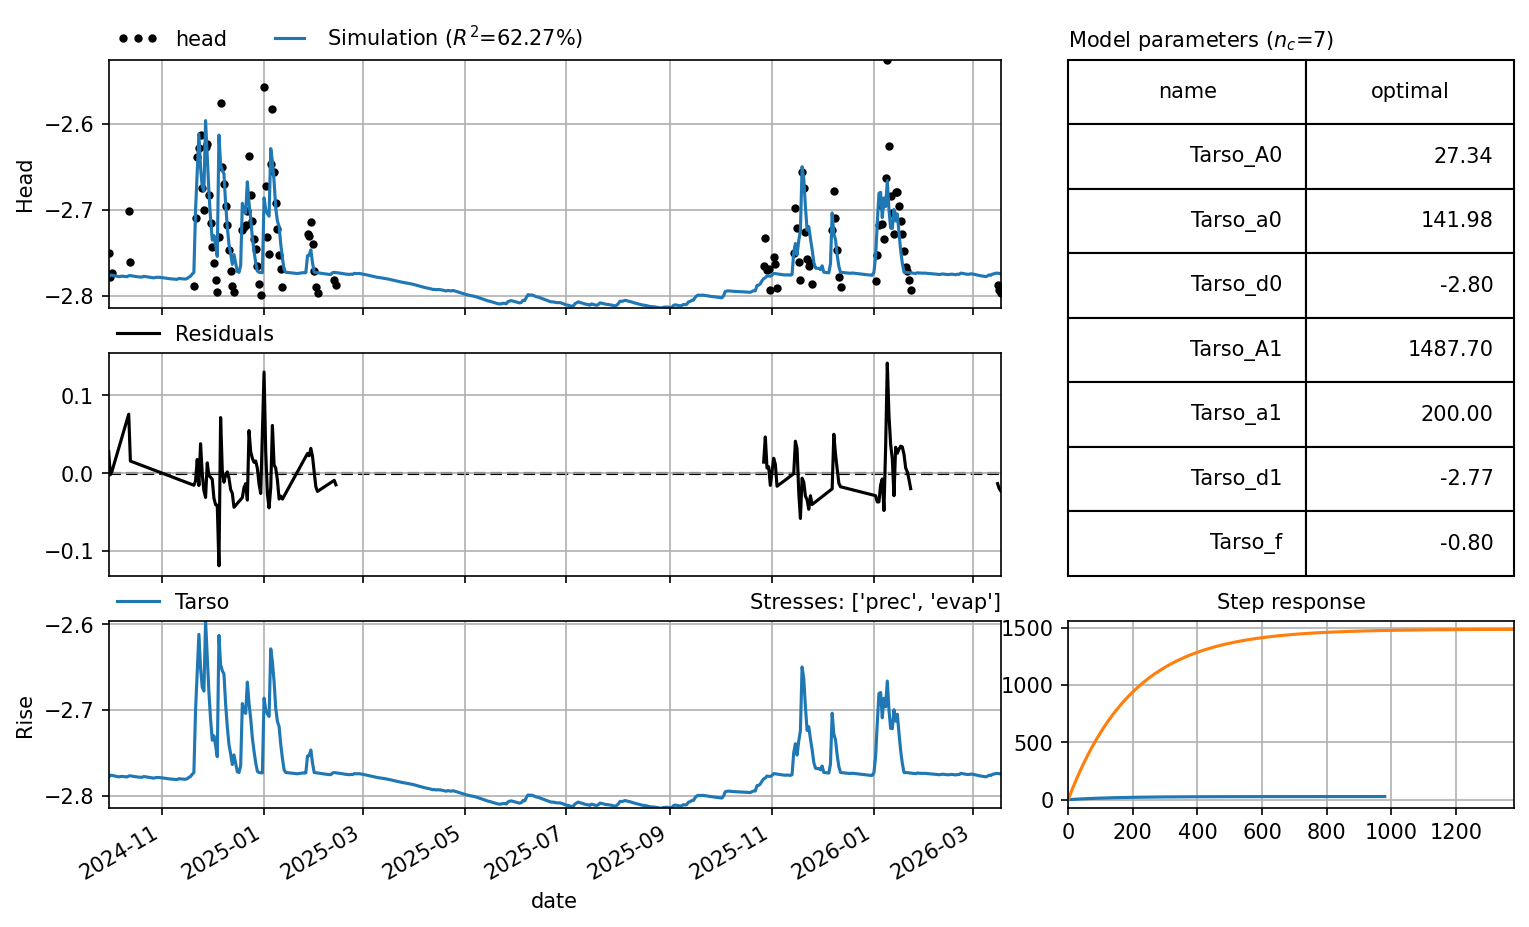 head
Simulation (R²=62.27%)
Head
−2.6
−2.7
−2.8
Residuals
0.1
0.0
−0.1
Tarso
Stresses: ['prec', 'evap']
Rise
−2.6
−2.7
−2.8
2024-11
2025-01
2025-03
2025-05
2025-07
2025-09
2025-11
2026-01
2026-03
date
Model parameters (n_c=7)
name optimal
Tarso_A0 27.34
Tarso_a0 141.98
Tarso_d0 -2.80
Tarso_A1 1487.70
Tarso_a1 200.00
Tarso_d1 -2.77
Tarso_f -0.80
Step response
1500
1000
500
0
0 200 400 600 800 1000 1200